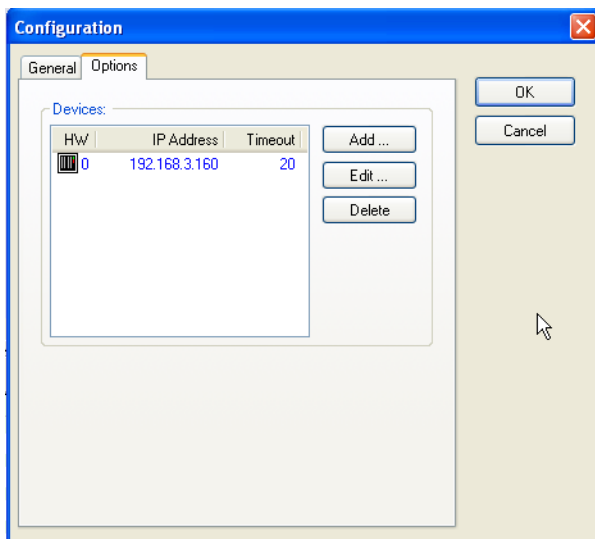 Configuration
General Options
OK
Cancel
Devices:
HW IP Address Timeout
0 192.168.3.160 20
Add ...
Edit ...
Delete